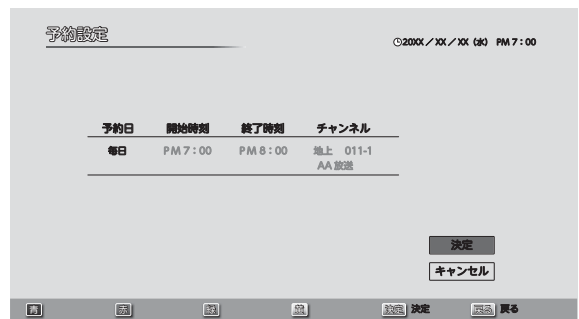 予約設定
20XX/XX/XX (水) PM 7:00
予約日 開始時刻 終了時刻 チャンネル
毎日 PM 7:00 PM 8:00 地上 011-1
AA 放送
決定
キャンセル
青 赤 緑 黄 決定 決定 戻る 戻る